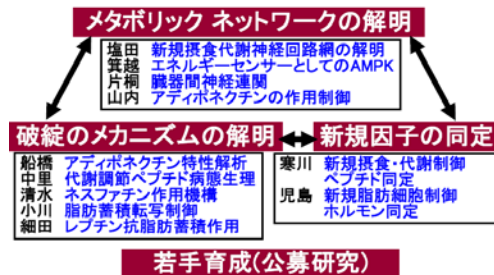 メタボリック ネットワークの解明
塩田 新規摂食代謝神経回路網の解明
箕越 エネルギーセンサーとしてのAMPK
片桐 臓器間神経連関
山内 アディポネクチンの作用制御
破綻のメカニズムの解明
船橋 アディポネクチン特性解析
中里 代謝調節ペプチド病態生理
清水 ネスファチン作用機構
小川 脂肪蓄積転写制御
細田 レプチン抗脂肪蓄積作用
新規因子の同定
寒川 新規摂食・代謝制御
ペプチド同定
児島 新規脂肪細胞制御
ホルモン同定
若手育成(公募研究)